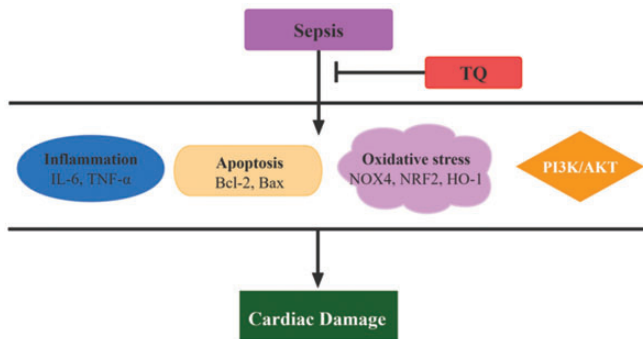 Sepsis
TQ
Inflammation
IL-6, TNF-α
Apoptosis
Bcl-2, Bax
Oxidative stress
NOX4, NRF2, HO-1
PI3K/AKT
Cardiac Damage